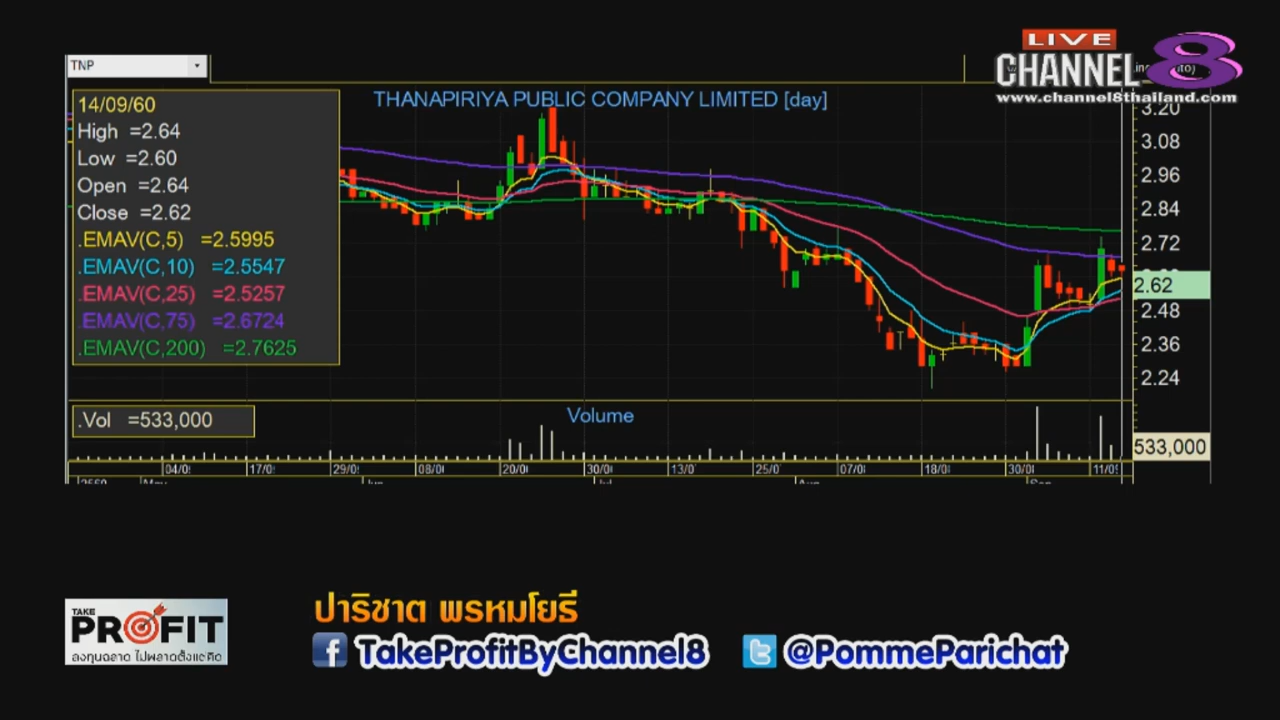 TNP
LIVE
CHANNEL 8
www.channel8thailand.com
THANAPIRIYA PUBLIC COMPANY LIMITED [day]
14/09/60
High =2.64
Low =2.60
Open =2.64
Close =2.62
.EMAV(C,5) =2.5995
.EMAV(C,10) =2.5547
.EMAV(C,25) =2.5257
.EMAV(C,75) =2.6724
.EMAV(C,200) =2.7625
3.20
3.08
2.96
2.84
2.72
2.62
2.48
2.36
2.24
.Vol =533,000
Volume
533,000
04/0 17/0 29/0 08/0 20/0 30/0 13/0 25/0 07/0 18/0 30/0 11/0
TAKE
PROFIT
ลงทุนฉลาด ไม่พลาดตั้งแต่คิด
ปาริชาต พรหมโยธี
TakeProfitByChannel8 @PommeParichat